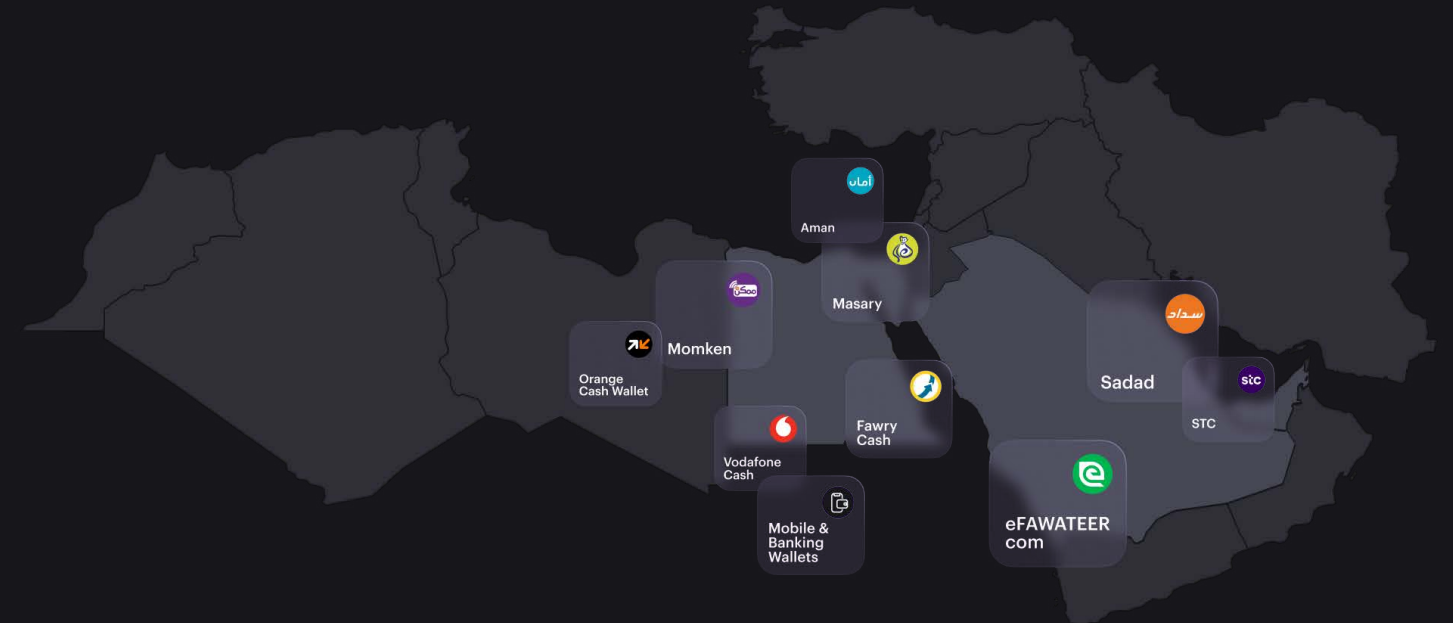 أمان
Aman
Masary
ممكن
Momken
Orange
Cash Wallet
سداد
Sadad
stc
STC
Fawry
Cash
Vodafone
Cash
Mobile &
Banking
Wallets
eFAWATEER
com